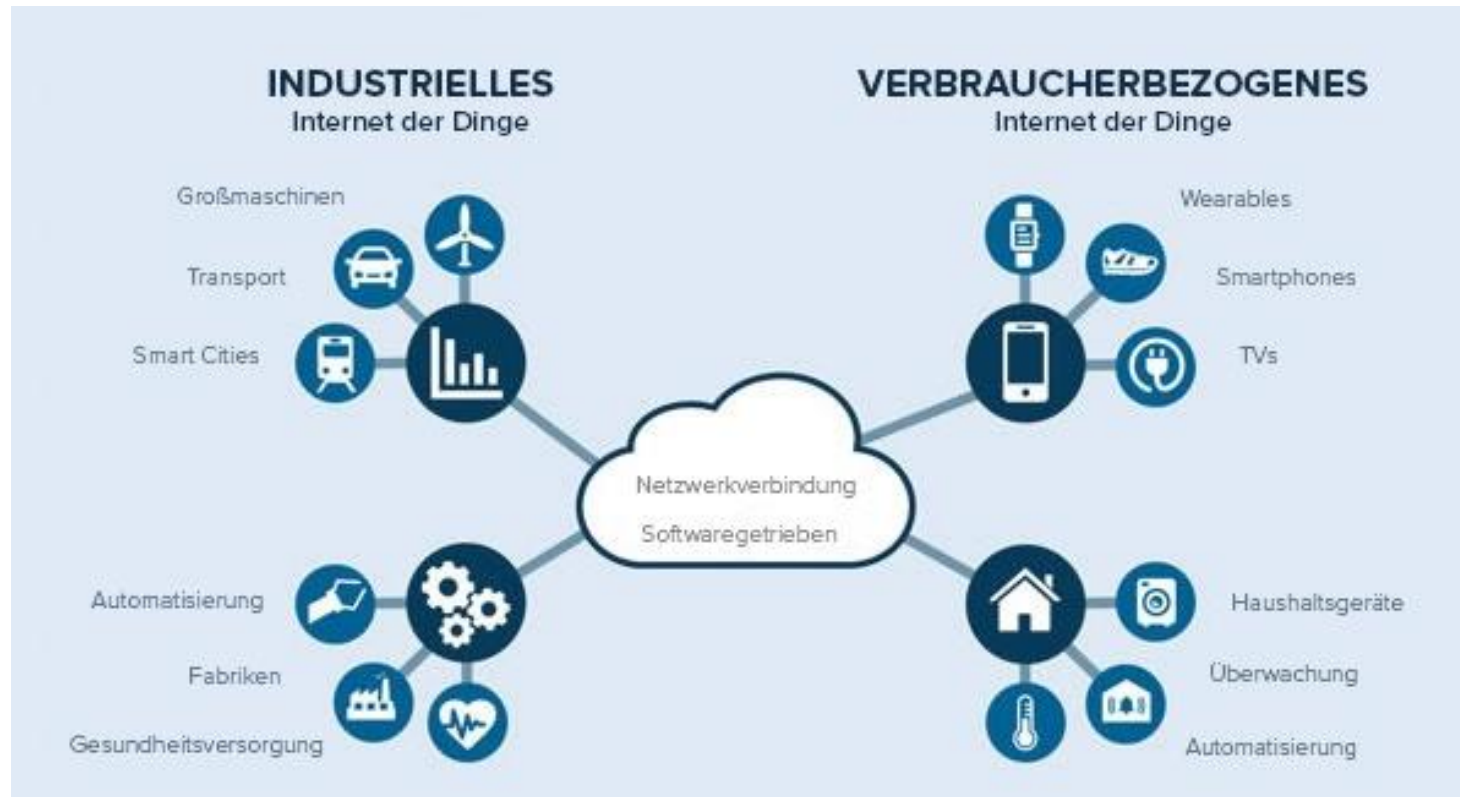 INDUSTRIELLES
Internet der Dinge
VERBRAUCHERBEZOGENES
Internet der Dinge
Großmaschinen
Transport
Smart Cities
Wearables
Smartphones
TVs
Netzwerkverbindung
Softwaregetrieben
Automatisierung
Fabriken
Gesundheitsversorgung
Haushaltsgeräte
Überwachung
Automatisierung